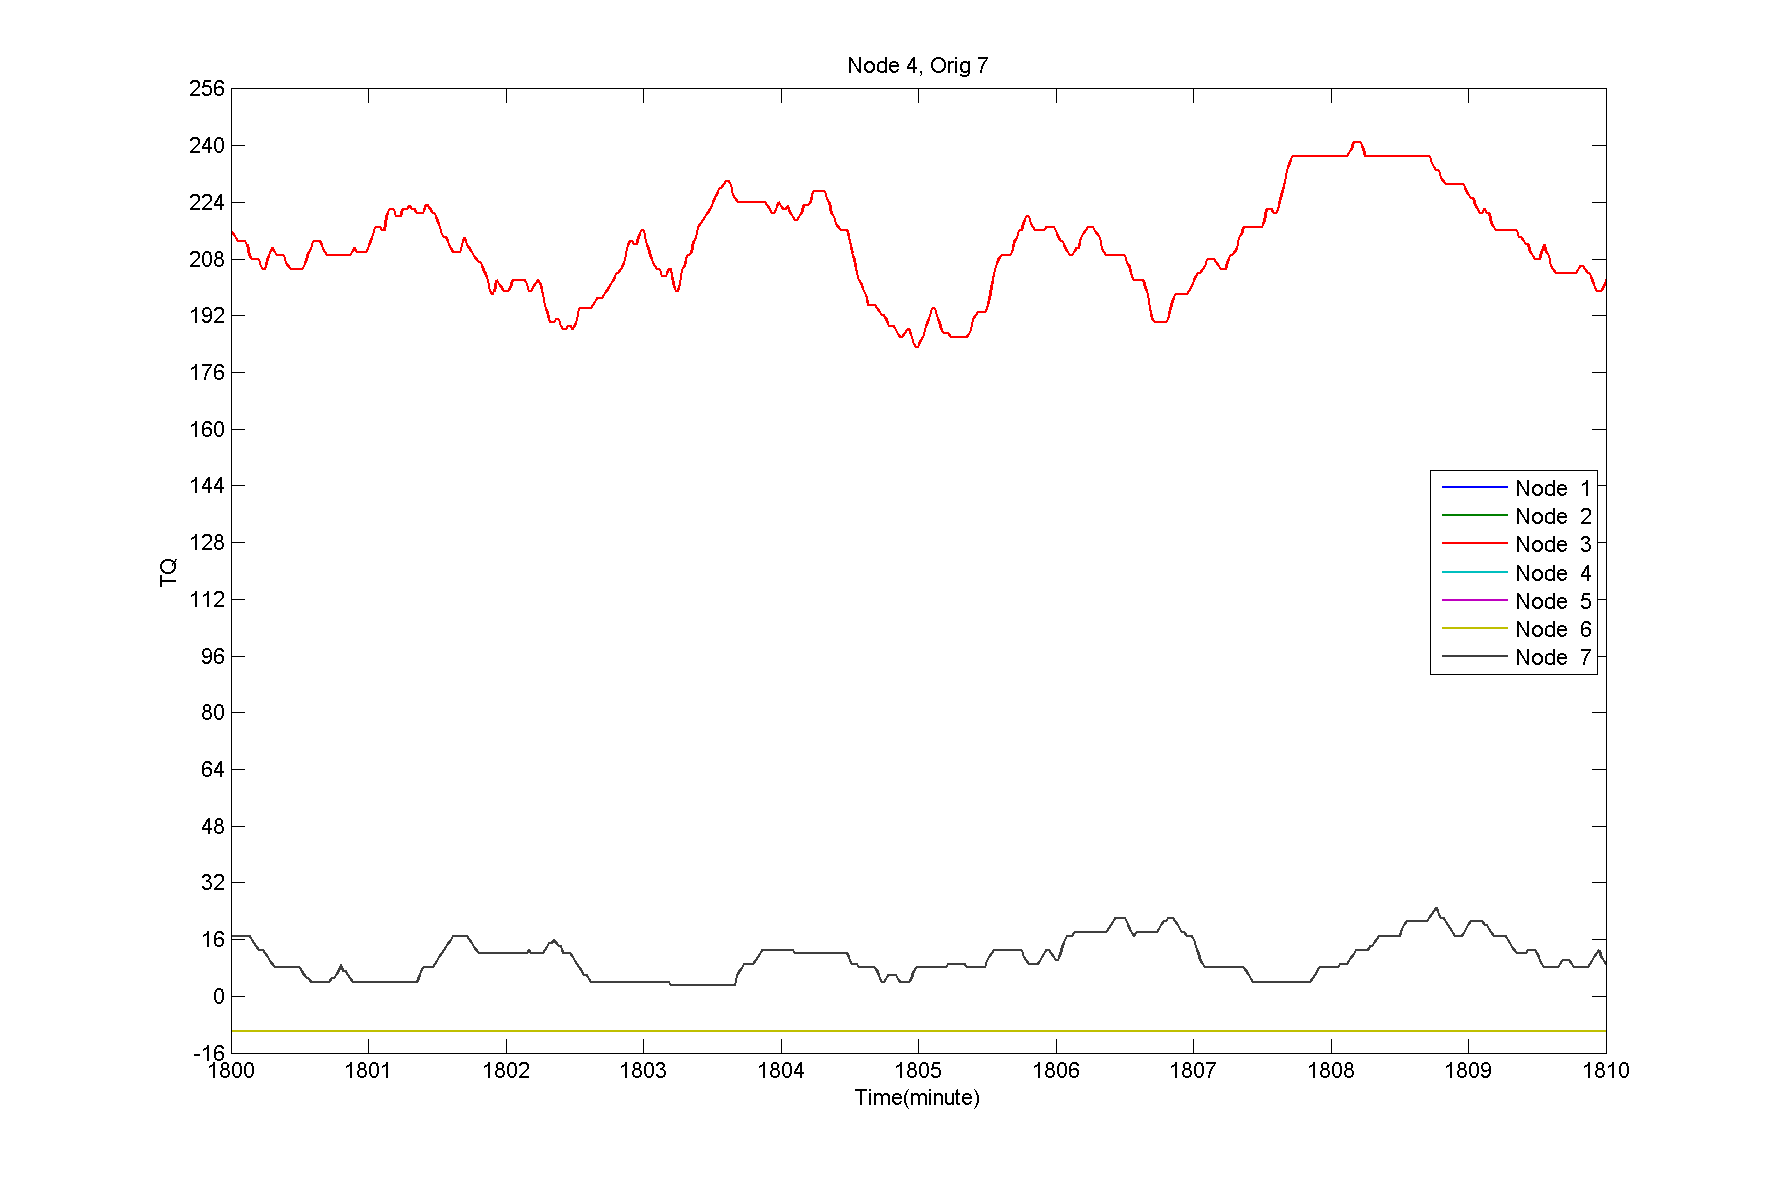 Node 4, Orig 7
256
240
224
208
192
176
160
144
128
112
96
80
64
48
32
16
0
-16
TQ
Node 1
Node 2
Node 3
Node 4
Node 5
Node 6
Node 7
1800 1801 1802 1803 1804 1805 1806 1807 1808 1809 1810
Time(minute)